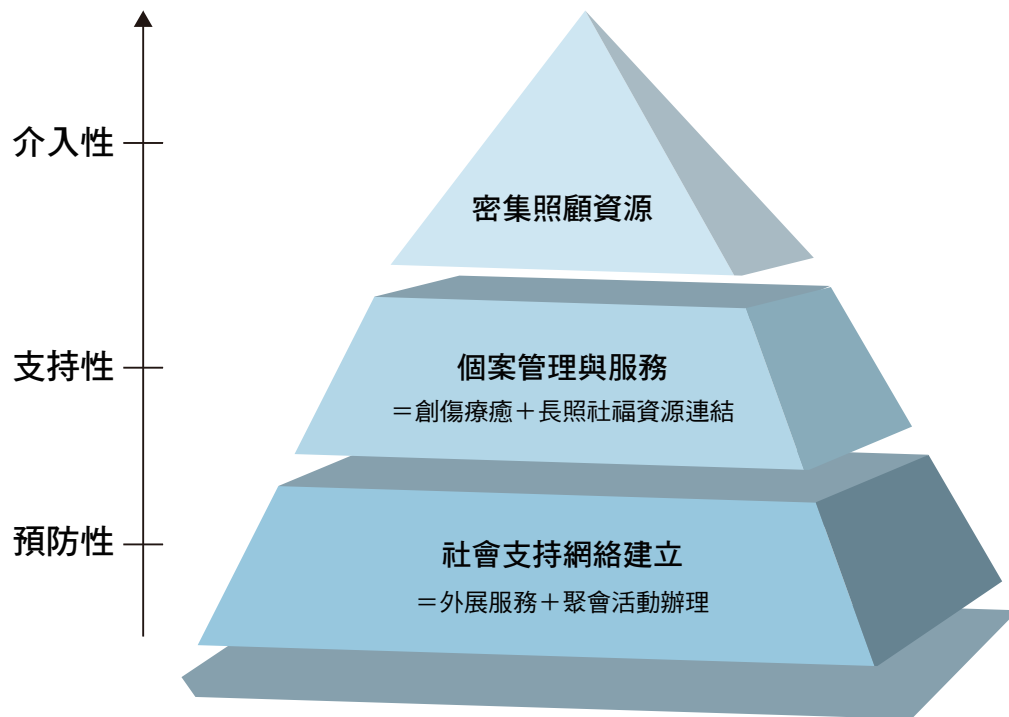 介入性
密集照顧資源
支持性
個案管理與服務
＝創傷療癒＋長照社福資源連結
預防性
社會支持網絡建立
＝外展服務＋聚會活動辦理